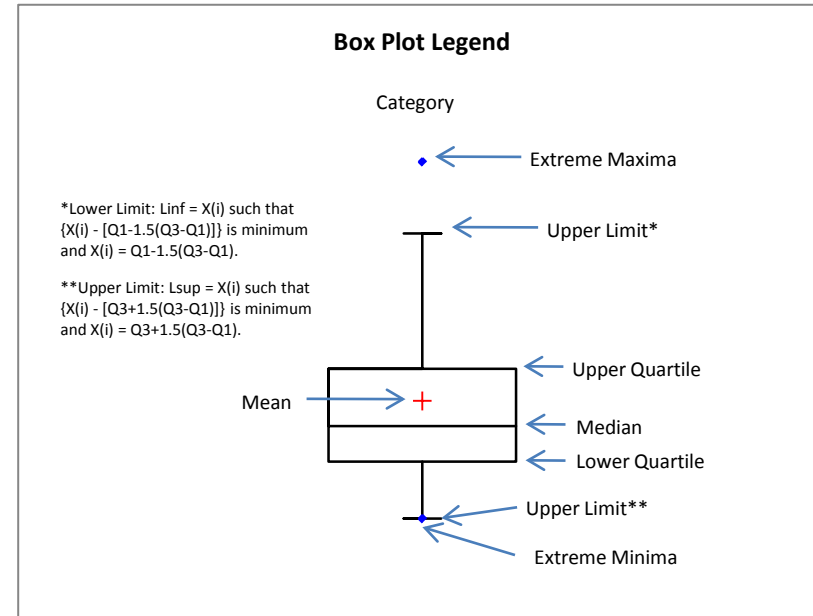 Box Plot Legend
Category
Extreme Maxima
*Lower Limit: Linf = X(i) such that
{X(i) - [Q1-1.5(Q3-Q1)]} is minimum
and X(i) = Q1-1.5(Q3-Q1).
Upper Limit*
**Upper Limit: Lsup = X(i) such that
{X(i) - [Q3+1.5(Q3-Q1)]} is minimum
and X(i) = Q3+1.5(Q3-Q1).
Upper Quartile
Mean
Median
Lower Quartile
Upper Limit**
Extreme Minima